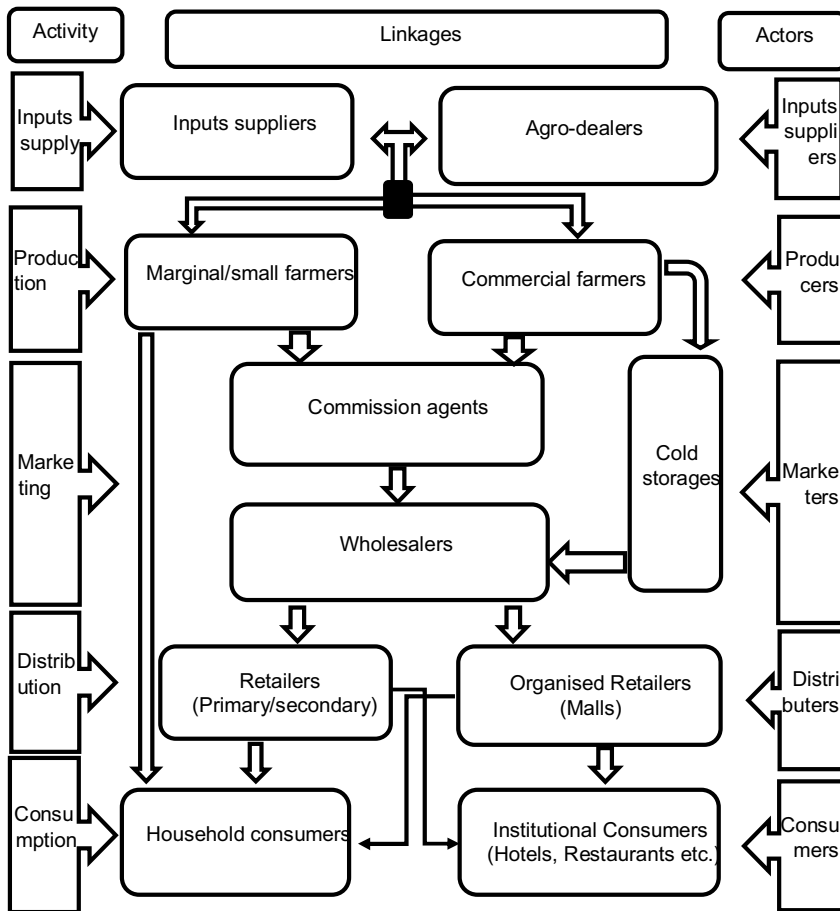 Activity
Linkages
Actors
Inputs
supply
Inputs suppliers
Agro-dealers
Inputs
suppli
ers
Produc
tion
Marginal/small farmers
Commercial farmers
Produ
cers
Marke
ting
Commission agents
Cold
storages
Marke
ters
Wholesalers
Distrib
ution
Retailers
(Primary/secondary)
Organised Retailers
(Malls)
Distri
buters
Consu
mption
Household consumers
Institutional Consumers
(Hotels, Restaurants etc.)
Consu
mers